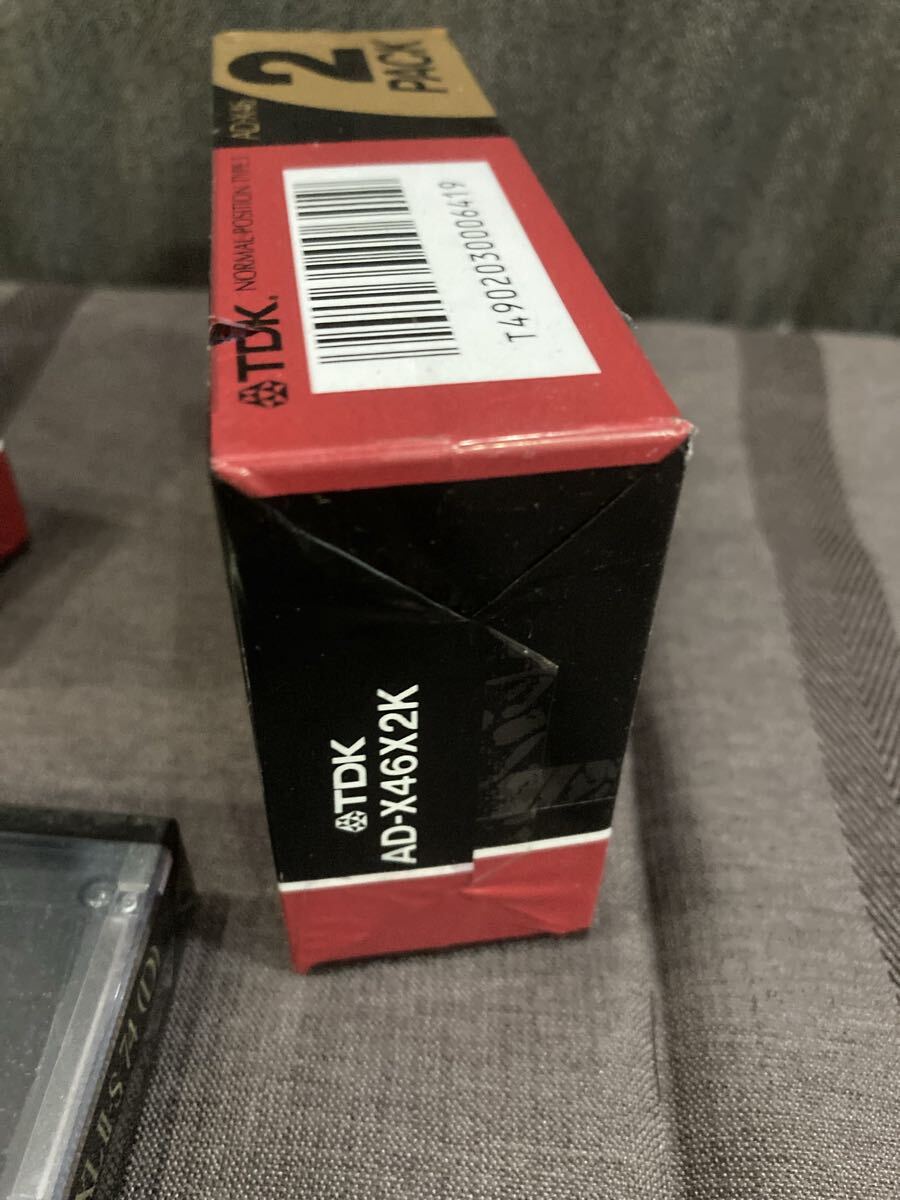 2
PACK
AD-X46
TDK. NORMAL POSITION TYPE I
T4902030006419
TDK
AD-X46X2K